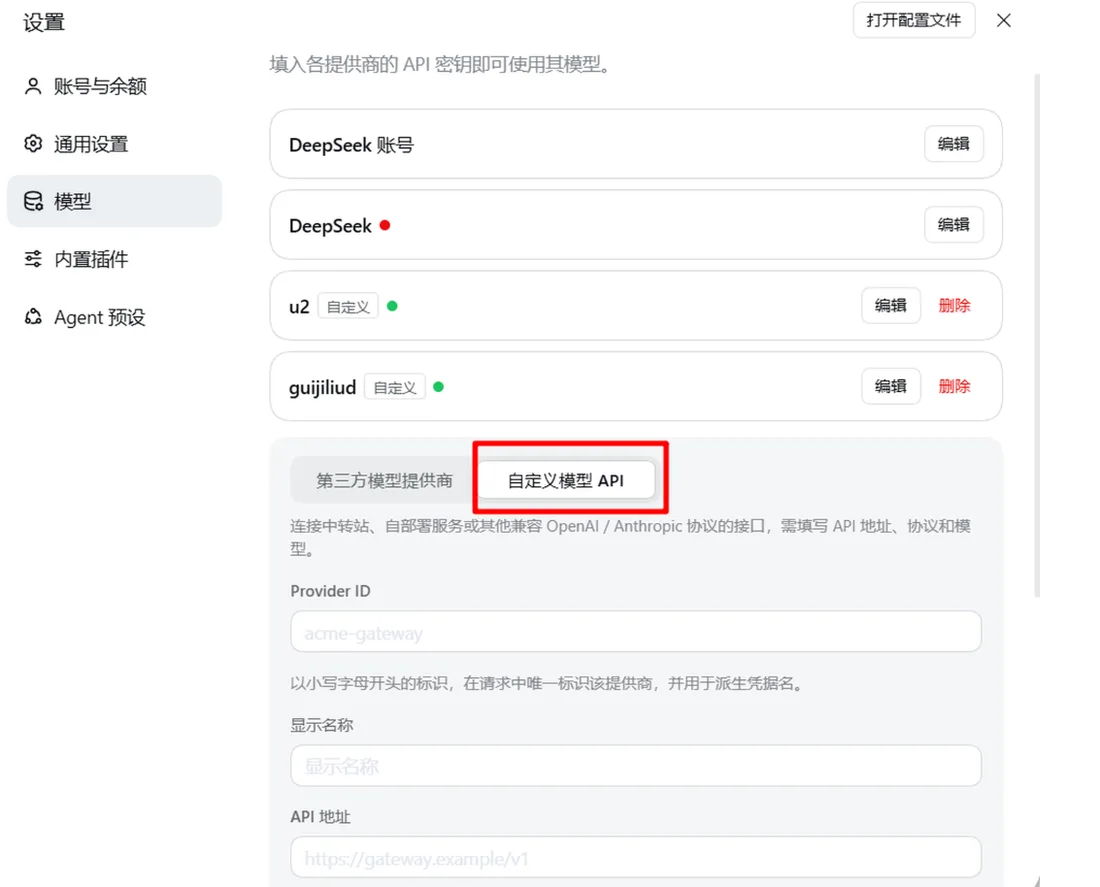 设置
打开配置文件
账号与余额
通用设置
模型
内置插件
Agent 预设
填入各提供商的 API 密钥即可使用其模型。
DeepSeek 账号
编辑
DeepSeek
编辑
u2 自定义
编辑 删除
guijiliud 自定义
编辑 删除
第三方模型提供商 自定义模型 API
连接中转站、自部署服务或其他兼容 OpenAI / Anthropic 协议的接口，需填写 API 地址、协议和模
型。
Provider ID
acme-gateway
以小写字母开头的标识，在请求中唯一标识该提供商，并用于派生凭据名。
显示名称
显示名称
API 地址
https://gateway.example/v1